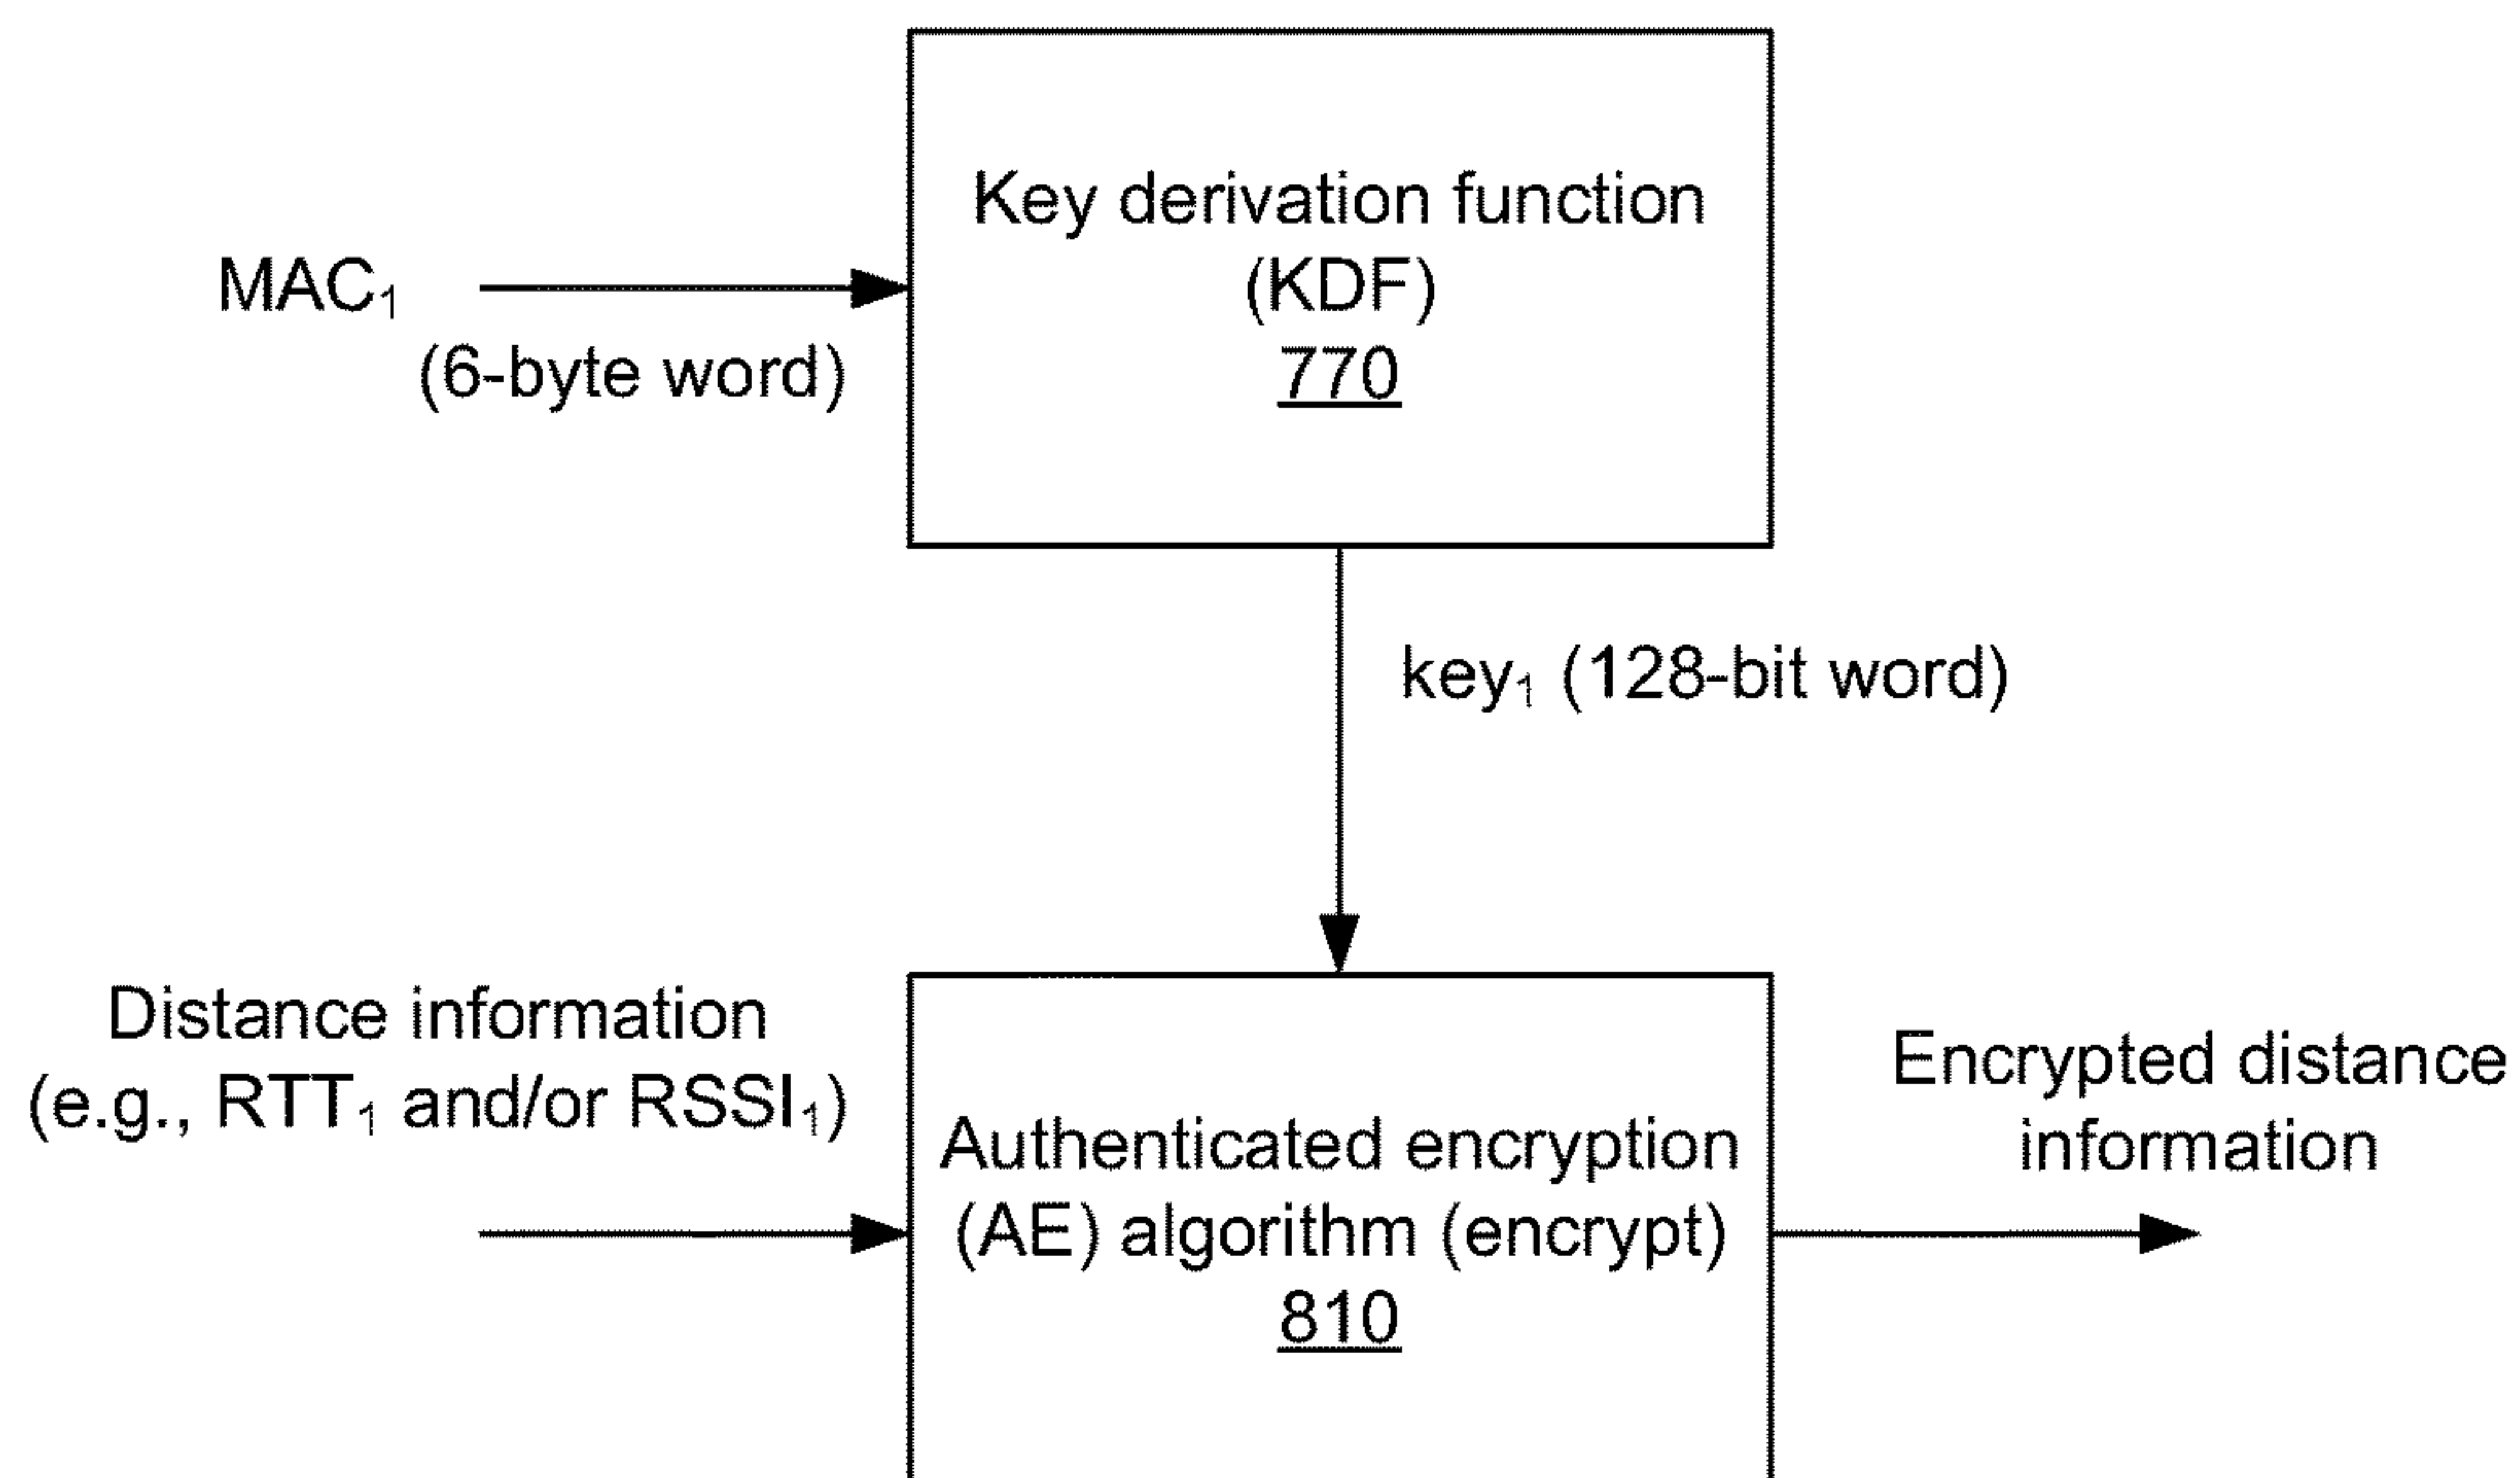 Key derivation function
(KDF)
770
MAC₁
(6-byte word)
key₁ (128-bit word)
Distance information
(e.g., RTT₁ and/or RSSI₁)
Authenticated encryption
(AE) algorithm (encrypt)
810
Encrypted distance
information